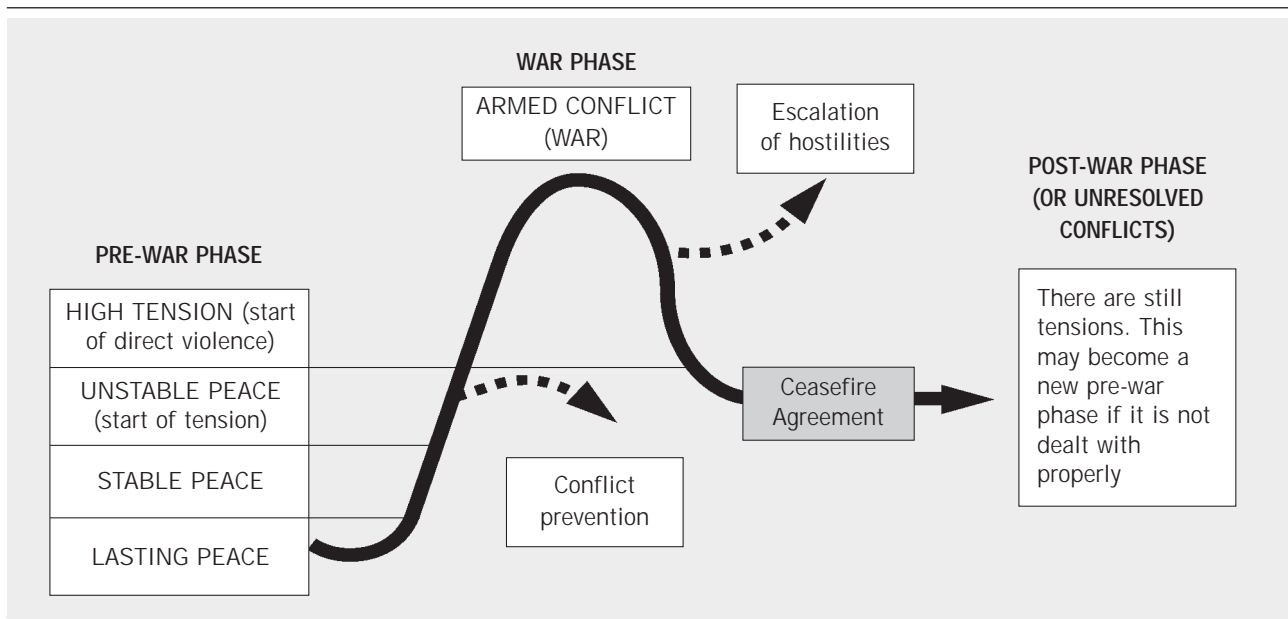 PRE-WAR PHASE
HIGH TENSION (start
of direct violence)
UNSTABLE PEACE
(start of tension)
STABLE PEACE
LASTING PEACE
WAR PHASE
ARMED CONFLICT
(WAR)
Escalation
of hostilities
Conflict
prevention
Ceasefire
Agreement
POST-WAR PHASE
(OR UNRESOLVED
CONFLICTS)
There are still
tensions. This
may become a
new pre-war
phase if it is not
dealt with
properly